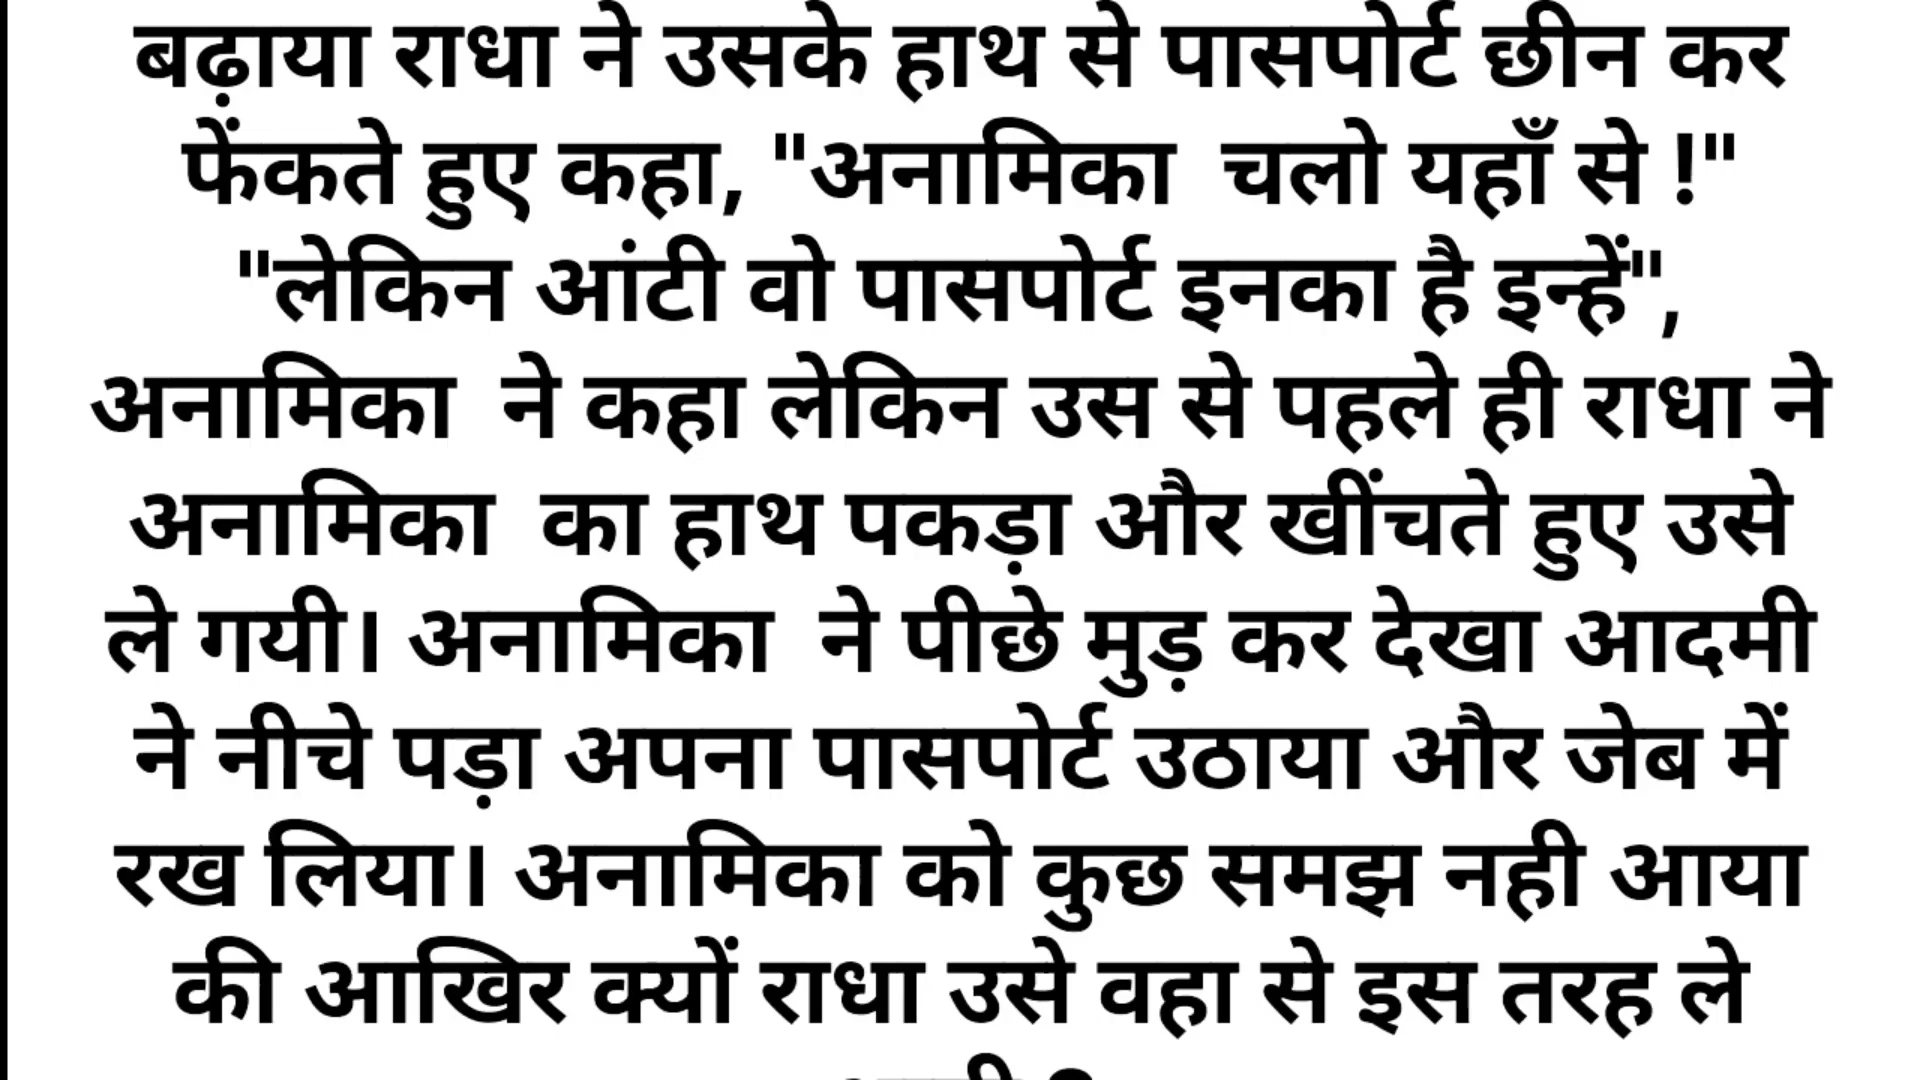 बढ़ाया राधा ने उसके हाथ से पासपोर्ट छीन कर
फेंकते हुए कहा, "अनामिका  चलो यहाँ से !"
"लेकिन आंटी वो पासपोर्ट इनका है इन्हें",
अनामिका  ने कहा लेकिन उस से पहले ही राधा ने
अनामिका  का हाथ पकड़ा और खींचते हुए उसे
ले गयी। अनामिका  ने पीछे मुड़ कर देखा आदमी
ने नीचे पड़ा अपना पासपोर्ट उठाया और जेब में
रख लिया। अनामिका को कुछ समझ नही आया
की आखिर क्यों राधा उसे वहा से इस तरह ले